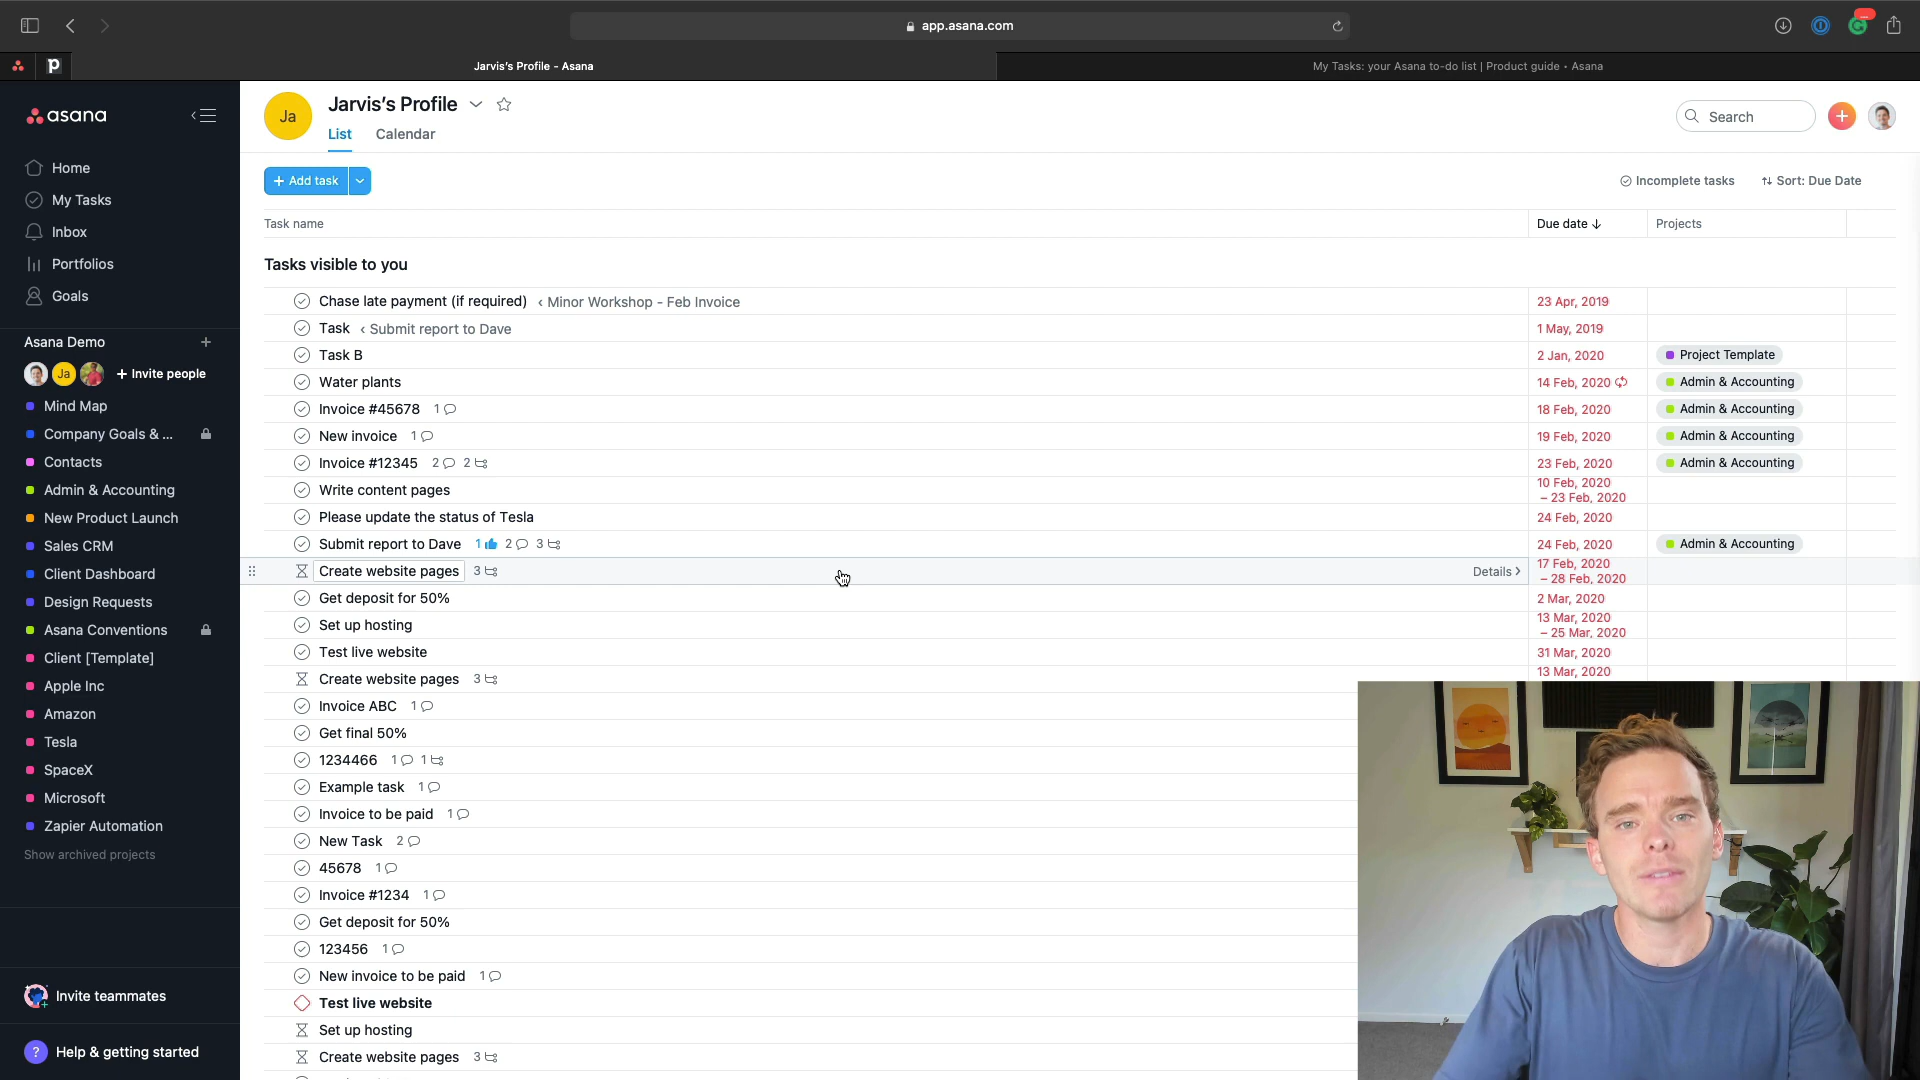 app.asana.com
Jarvis's Profile - Asana
My Tasks: your Asana to-do list | Product guide • Asana
asana
Home
My Tasks
Inbox
Portfolios
Goals
Asana Demo
Ja
+ Invite people
Mind Map
Company Goals & ...
Contacts
Admin & Accounting
New Product Launch
Sales CRM
Client Dashboard
Design Requests
Asana Conventions
Client [Template]
Apple Inc
Amazon
Tesla
SpaceX
Microsoft
Zapier Automation
Show archived projects
Invite teammates
? Help & getting started
Ja
Jarvis's Profile
List Calendar
Search
+ Add task
Incomplete tasks Sort: Due Date
Task name Due date Projects
Tasks visible to you
Chase late payment (if required) ‹ Minor Workshop - Feb Invoice 23 Apr, 2019
Task ‹ Submit report to Dave 1 May, 2019
Task B 2 Jan, 2020 Project Template
Water plants 14 Feb, 2020 Admin & Accounting
Invoice #45678 1 18 Feb, 2020 Admin & Accounting
New invoice 1 19 Feb, 2020 Admin & Accounting
Invoice #12345 2 2 23 Feb, 2020 Admin & Accounting
Write content pages 10 Feb, 2020
– 23 Feb, 2020
Please update the status of Tesla 24 Feb, 2020
Submit report to Dave 1 2 3 24 Feb, 2020 Admin & Accounting
Create website pages 3 Details › 17 Feb, 2020
– 28 Feb, 2020
Get deposit for 50% 2 Mar, 2020
Set up hosting 13 Mar, 2020
– 25 Mar, 2020
Test live website 31 Mar, 2020
Create website pages 3 13 Mar, 2020
Invoice ABC 1
Get final 50%
1234466 1 1
Example task 1
Invoice to be paid 1
New Task 2
45678 1
Invoice #1234 1
Get deposit for 50%
123456 1
New invoice to be paid 1
Test live website
Set up hosting
Create website pages 3